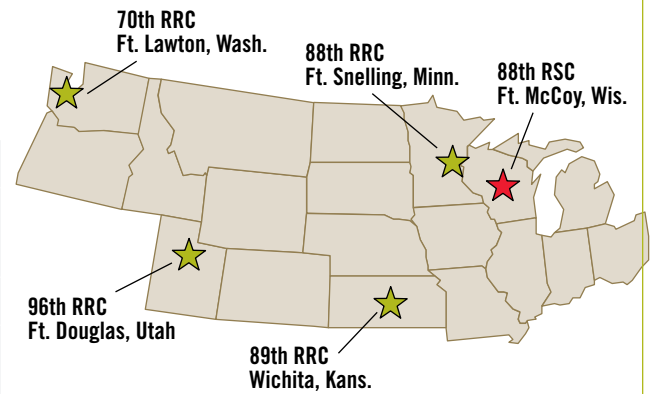 70th RRC
Ft. Lawton, Wash.
88th RRC
Ft. Snelling, Minn.
88th RSC
Ft. McCoy, Wis.
96th RRC
Ft. Douglas, Utah
89th RRC
Wichita, Kans.